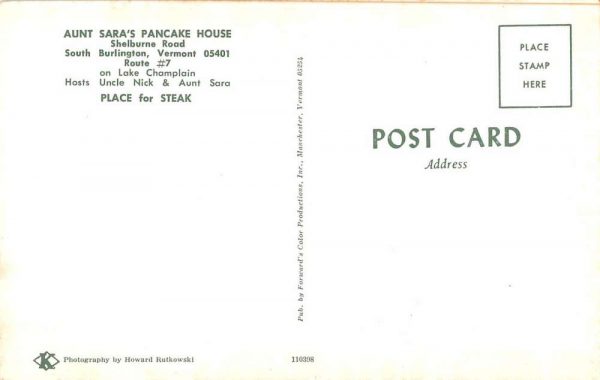 AUNT SARA'S PANCAKE HOUSE
Shelburne Road
South Burlington, Vermont 05401
Route #7
on Lake Champlain
Hosts Uncle Nick & Aunt Sara
PLACE for STEAK
Pub. by Forward's Color Productions, Inc., Manchester, Vermont 05254
PLACE
STAMP
HERE
POST CARD
Address
K
Photography by Howard Rutkowski
110398